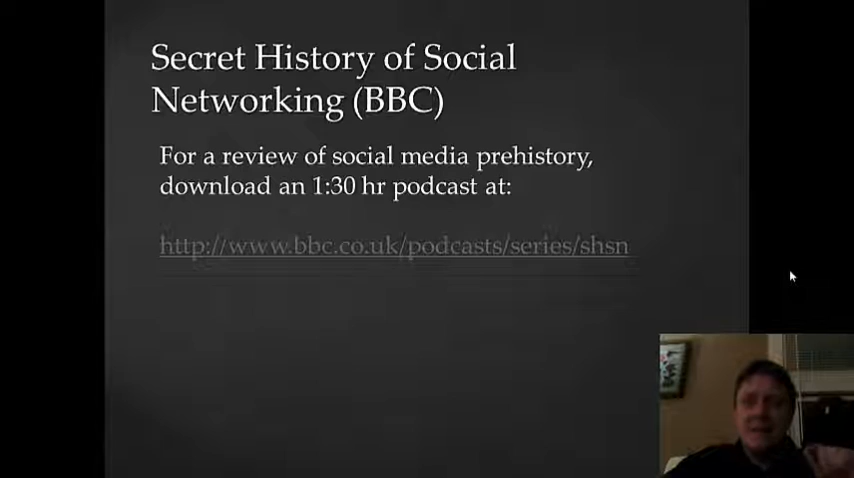 Secret History of Social
Networking (BBC)
For a review of social media prehistory,
download an 1:30 hr podcast at:
http://www.bbc.co.uk/podcasts/series/shsn